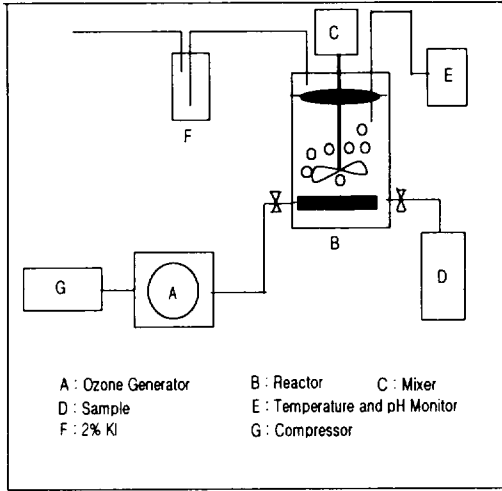 C
E
F
B
D
G
A
A : Ozone Generator B : Reactor C : Mixer
D : Sample E : Temperature and pH Monitor
F : 2% KI G : Compressor